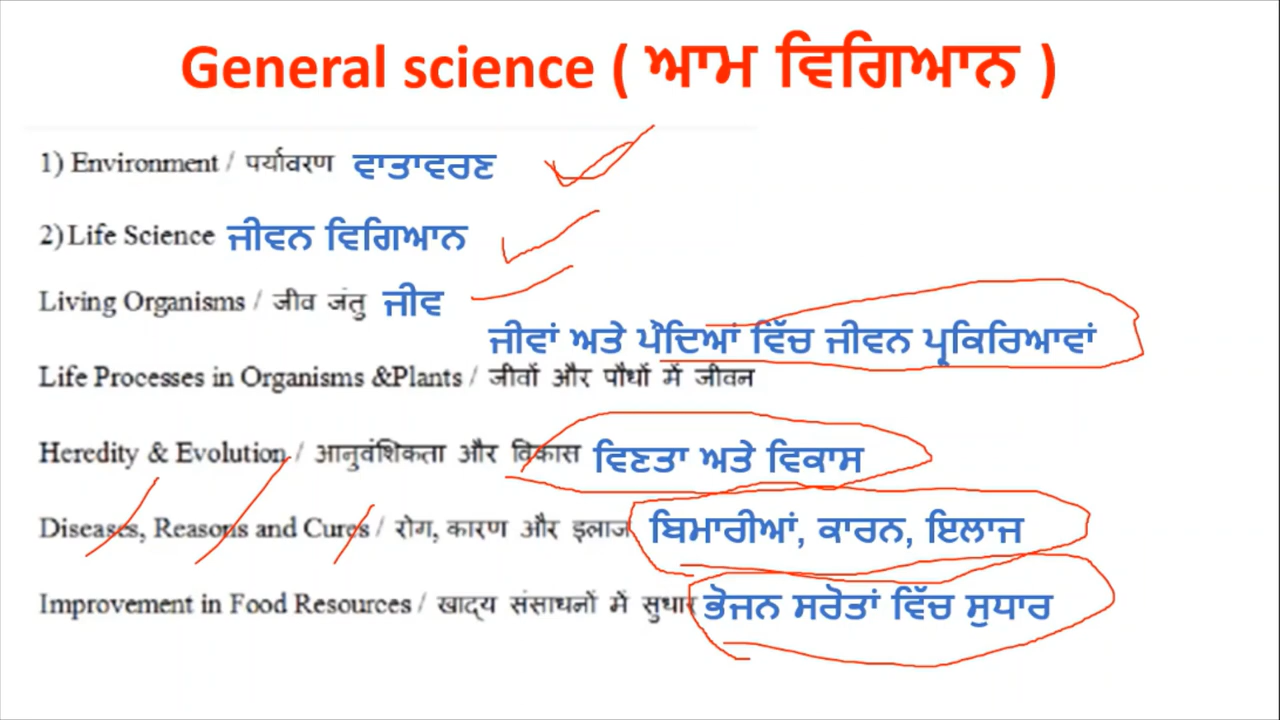 General science ( ਆਮ ਵਿਗਿਆਨ )
1) Environment / पर्यावरण ਵਾਤਾਵਰਣ
2) Life Science ਜੀਵਨ ਵਿਗਿਆਨ
Living Organisms / जीव जंतु ਜੀਵ
ਜੀਵਾਂ ਅਤੇ ਪੌਦਿਆਂ ਵਿੱਚ ਜੀਵਨ ਪ੍ਰਕਿਰਿਆਵਾਂ
Life Processes in Organisms &Plants / जीवों और पौधों में जीवन
Heredity & Evolution / आनुवंशिकता और विकास ਵਿਣਤਾ ਅਤੇ ਵਿਕਾਸ
Diseases, Reasons and Cures / रोग, कारण और इलाज ਬਿਮਾਰੀਆਂ, ਕਾਰਨ, ਇਲਾਜ
Improvement in Food Resources / खाद्य संसाधनों में सुधार ਭੋਜਨ ਸਰੋਤਾਂ ਵਿੱਚ ਸੁਧਾਰ